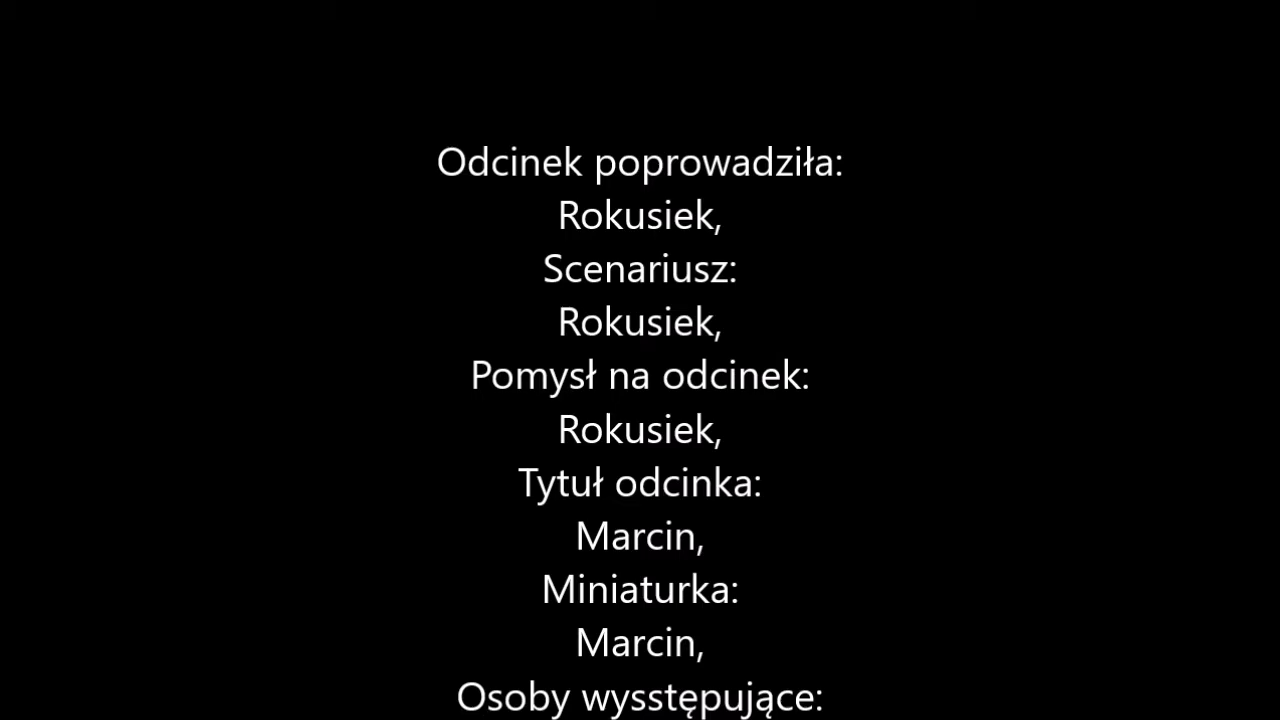 Odcinek poprowadziła:
Rokusiek,
Scenariusz:
Rokusiek,
Pomysł na odcinek:
Rokusiek,
Tytuł odcinka:
Marcin,
Miniaturka:
Marcin,
Osoby wysstępujące: